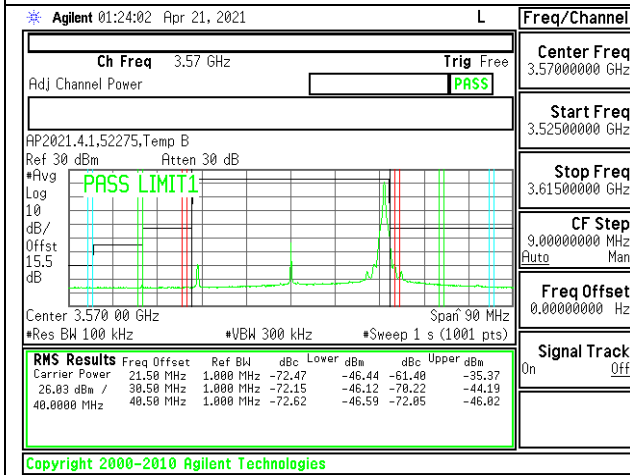 Agilent 01:24:02 Apr 21, 2021 L Freq/Channel
Ch Freq 3.57 GHz Trig Free
Adj Channel Power PASS
AP2021.4.1,52275,Temp B
Ref 30 dBm Atten 30 dB
#Avg
Log
10
dB/
Offst
15.5
dB
PASS LIMIT1
Center 3.570 00 GHz Span 90 MHz
#Res BW 100 kHz #VBW 300 kHz #Sweep 1 s (1001 pts)
RMS Results Freq Offset Ref BW dBc Lower dBm dBc Upper dBm
Carrier Power 21.50 MHz 1.000 MHz -72.47 -46.44 -61.40 -35.37
26.03 dBm / 30.50 MHz 1.000 MHz -72.15 -46.12 -70.22 -44.19
40.0000 MHz 40.50 MHz 1.000 MHz -72.62 -46.59 -72.05 -46.02
Copyright 2000-2010 Agilent Technologies
Center Freq
3.57000000 GHz
Start Freq
3.52500000 GHz
Stop Freq
3.61500000 GHz
CF Step
9.00000000 MHz
Auto Man
Freq Offset
0.00000000 Hz
Signal Track
On Off